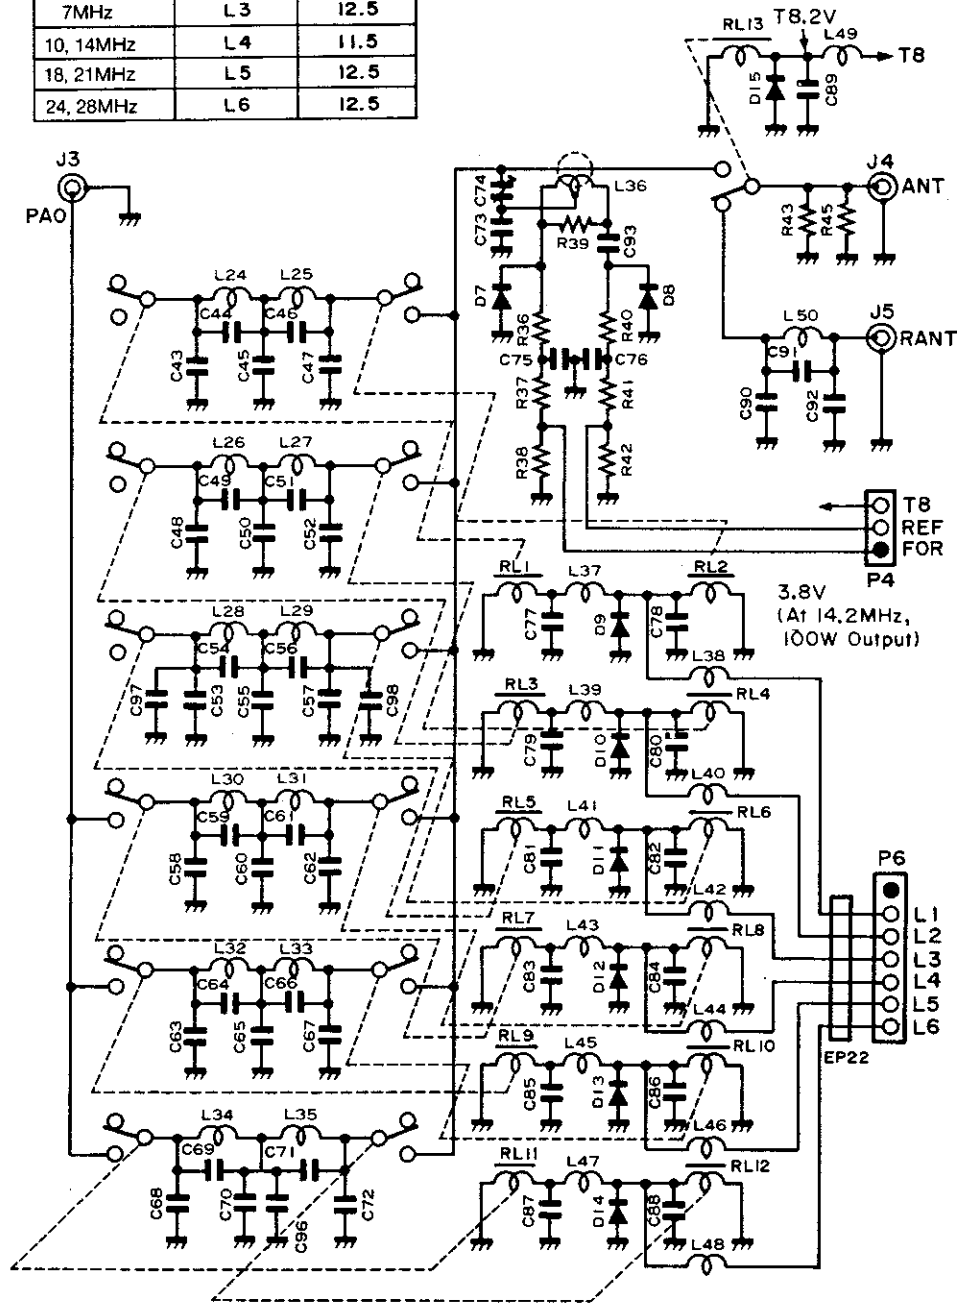 7MHz L3 12.5
10, 14MHz L4 11.5
18, 21MHz L5 12.5
24, 28MHz L6 12.5
RL13 T8.2V L49
T8
D15 C89
J3
PAO
C74 L36
C73 R39 C93
J4
ANT
R43 R45
L24 L25
C44 C46
C43 C45 C47
D7 R36 R40 D8
C75 C76
R37 R41
R38 R42
L50 J5
RANT
C91
C90 C92
L26 L27
C49 C51
C48 C50 C52
T8
REF
FOR
P4
3.8V
(At 14.2MHz,
100W Output)
RL1 L37 RL2
C77 D9 C78
L38
L28 L29
C54 C56
C97 C53 C55 C57 C98
RL3 L39 RL4
C79 D10 C80
L40
L30 L31
C59 C61
C58 C60 C62
RL5 L41 RL6
C81 D11 C82
L42
P6
L1
L2
L3
L4
L5
L6
EP22
L32 L33
C64 C66
C63 C65 C67
RL7 L43 RL8
C83 D12 C84
L44
RL9 L45 RL10
C85 D13 C86
L46
L34 L35
C69 C71
C68 C70 C96 C72
RL11 L47 RL12
C87 D14 C88
L48